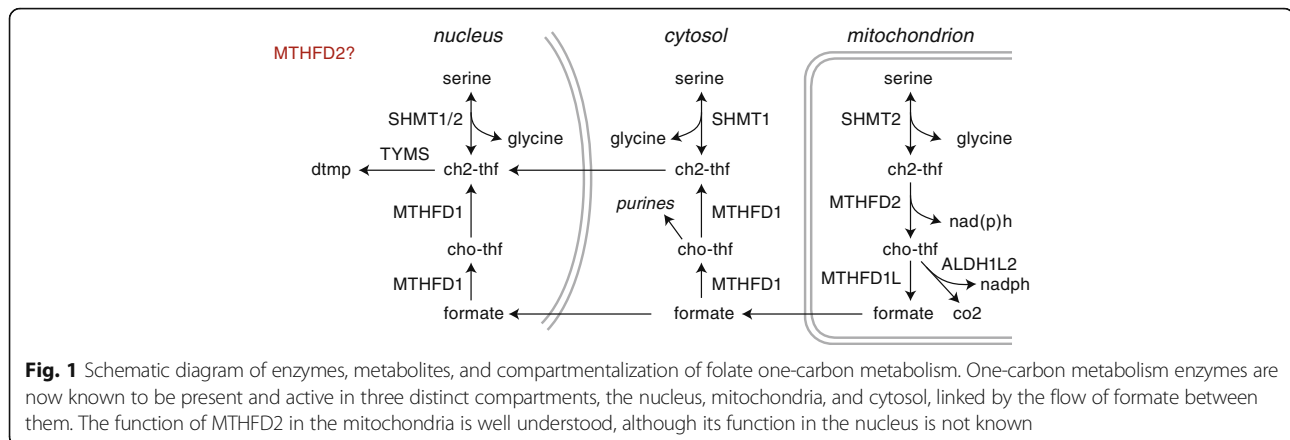 nucleus cytosol mitochondrion
MTHFD2?
serine serine serine
SHMT1/2 SHMT1 SHMT2
glycine glycine glycine
TYMS
dtmp ch2-thf ch2-thf ch2-thf
MTHFD1 purines MTHFD1 MTHFD2
nad(p)h
cho-thf cho-thf cho-thf
ALDH1L2
MTHFD1 MTHFD1 MTHFD1L
nadph
formate formate formate co2
Fig. 1 Schematic diagram of enzymes, metabolites, and compartmentalization of folate one-carbon metabolism. One-carbon metabolism enzymes are
now known to be present and active in three distinct compartments, the nucleus, mitochondria, and cytosol, linked by the flow of formate between
them. The function of MTHFD2 in the mitochondria is well understood, although its function in the nucleus is not known